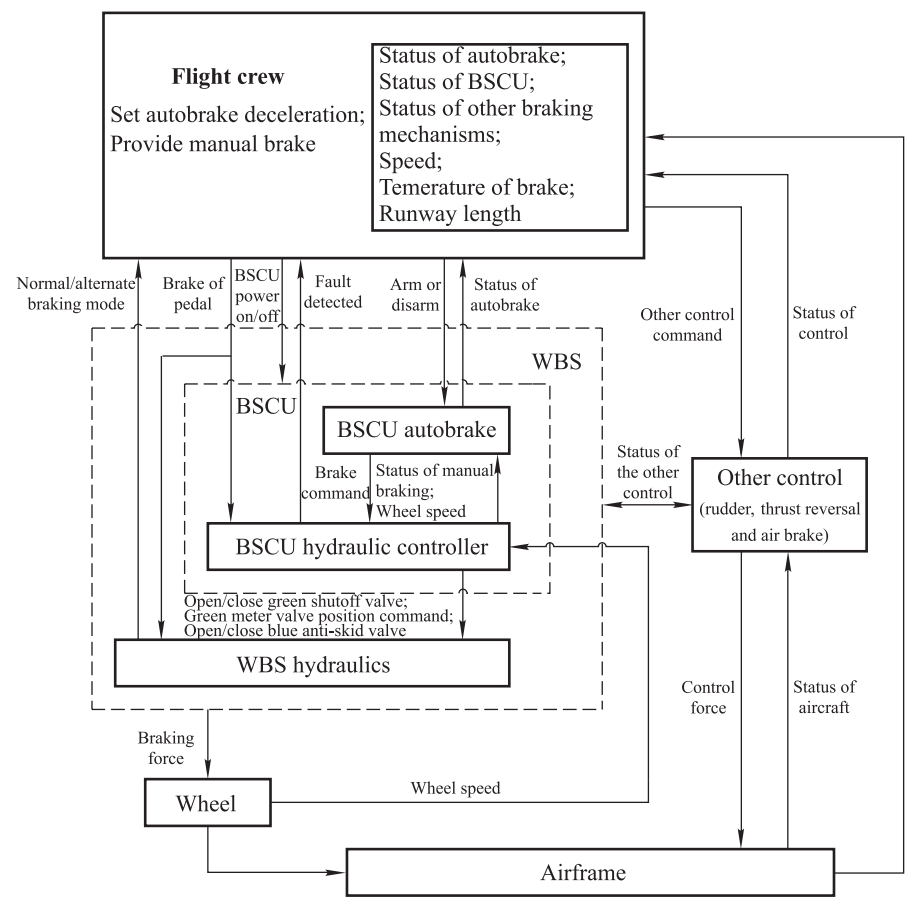 Flight crew
Set autobrake deceleration;
Provide manual brake
Status of autobrake;
Status of BSCU;
Status of other braking
mechanisms;
Speed;
Temerature of brake;
Runway length
Normal/alternate
braking mode
Brake of
pedal
BSCU
power
on/off
Fault
detected
Arm or
disarm
Status of
autobrake
Other control
command
Status of
control
WBS
BSCU
BSCU autobrake
Brake
command
Status of manual
braking;
Wheel speed
Status of
the other
control
Other control
(rudder, thrust reversal
and air brake)
BSCU hydraulic controller
Open/close green shutoff valve;
Green meter valve position command;
Open/close blue anti-skid valve
WBS hydraulics
Control
force
Status of
aircraft
Braking
force
Wheel
Wheel speed
Airframe